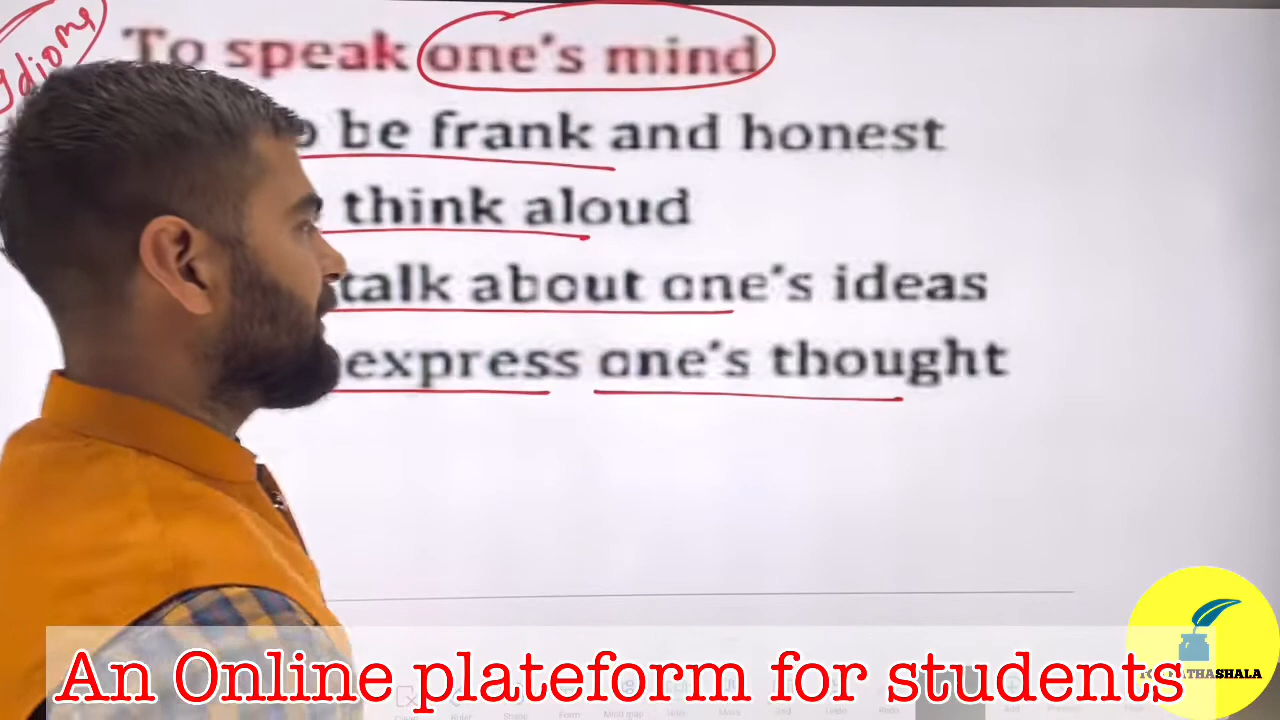 Idioms
To speak one's mind
be frank and honest
think aloud
talk about one's ideas
express one's thought
An Online plateform for students